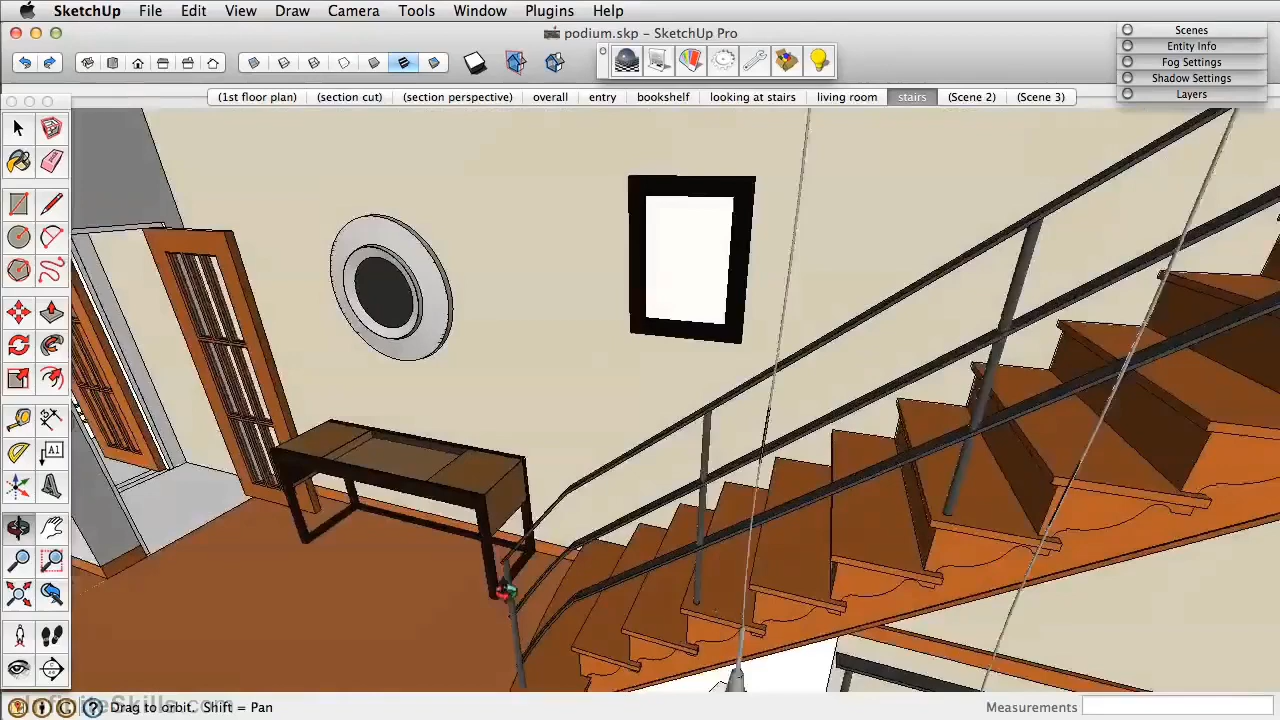 SketchUp File Edit View Draw Camera Tools Window Plugins Help
podium.skp - SketchUp Pro
Scenes
Entity Info
Fog Settings
Shadow Settings
Layers
(1st floor plan) (section cut) (section perspective) overall entry bookshelf looking at stairs living room stairs (Scene 2) (Scene 3)
A1
Drag to orbit. Shift = Pan
Measurements